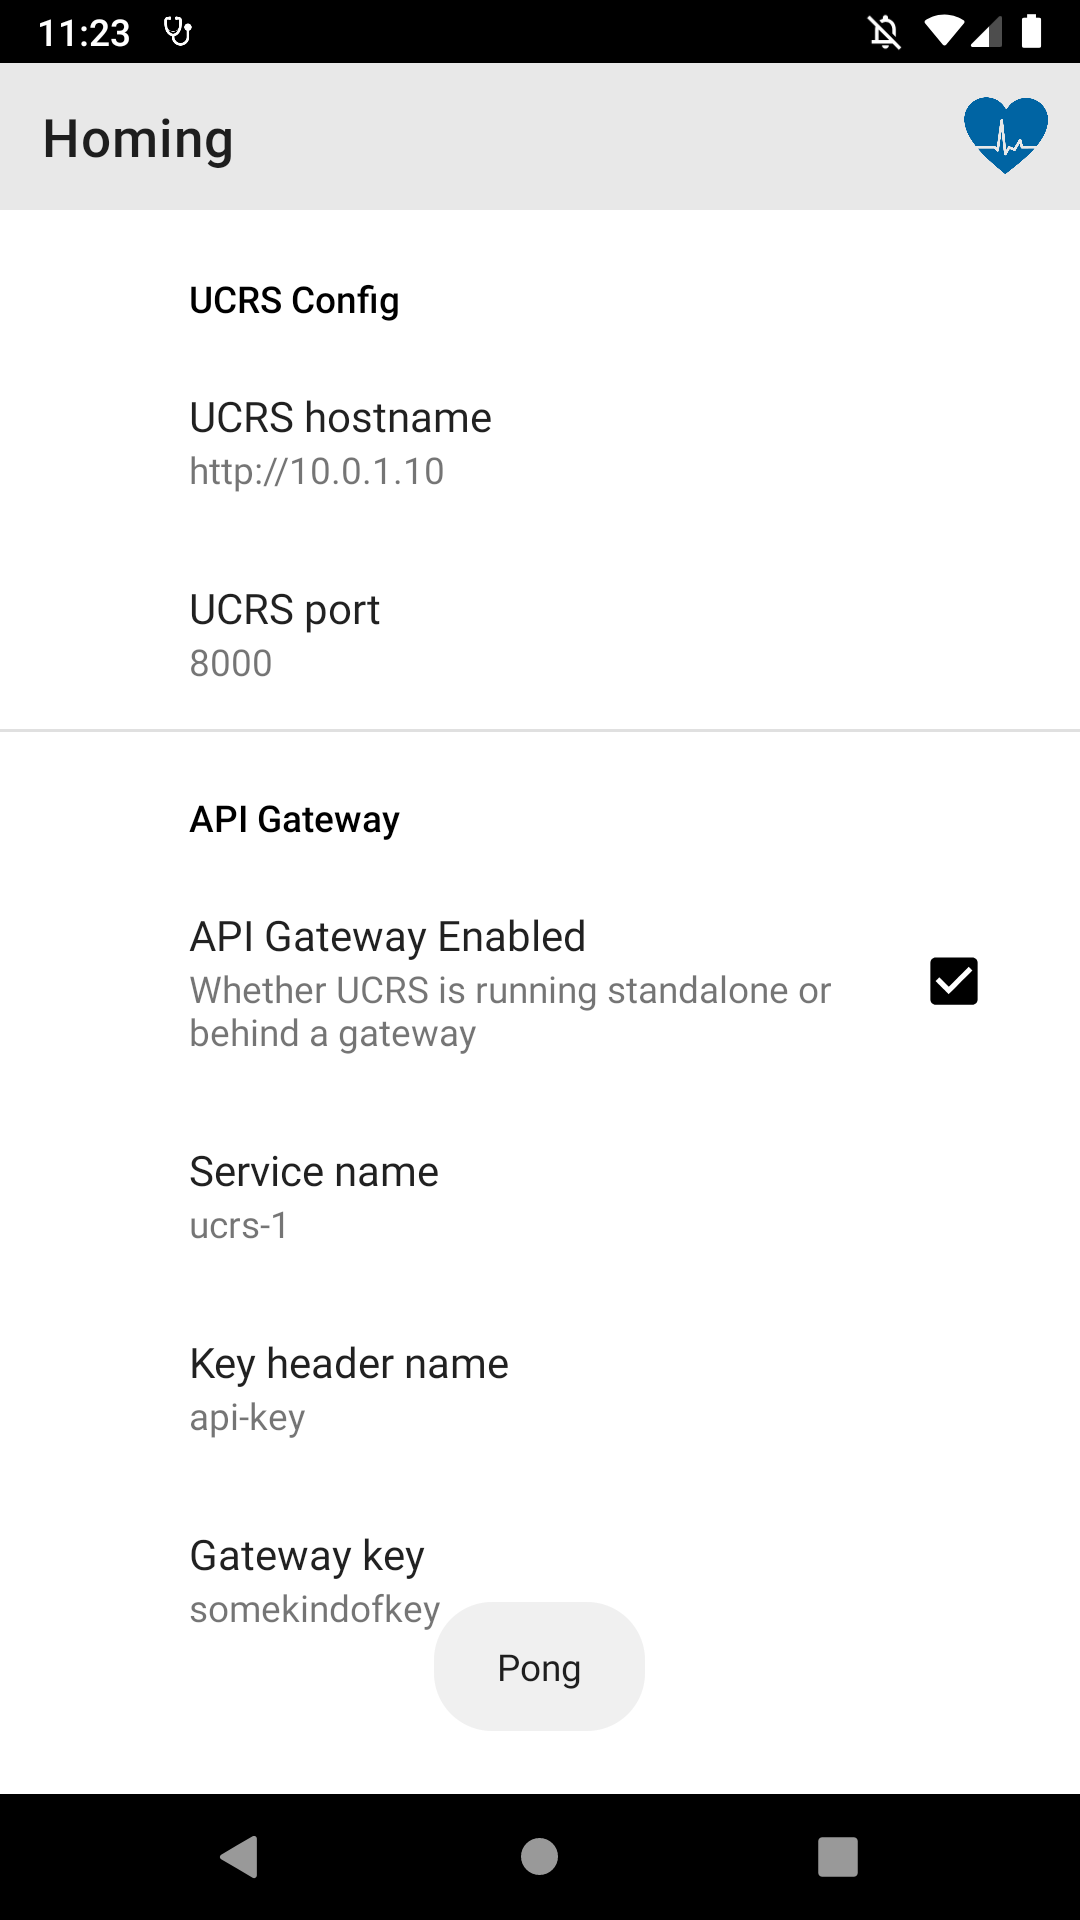 11:23
Homing
UCRS Config
UCRS hostname
http://10.0.1.10
UCRS port
8000
API Gateway
API Gateway Enabled
Whether UCRS is running standalone or
behind a gateway
Service name
ucrs-1
Key header name
api-key
Gateway key
somekindofkey
Pong